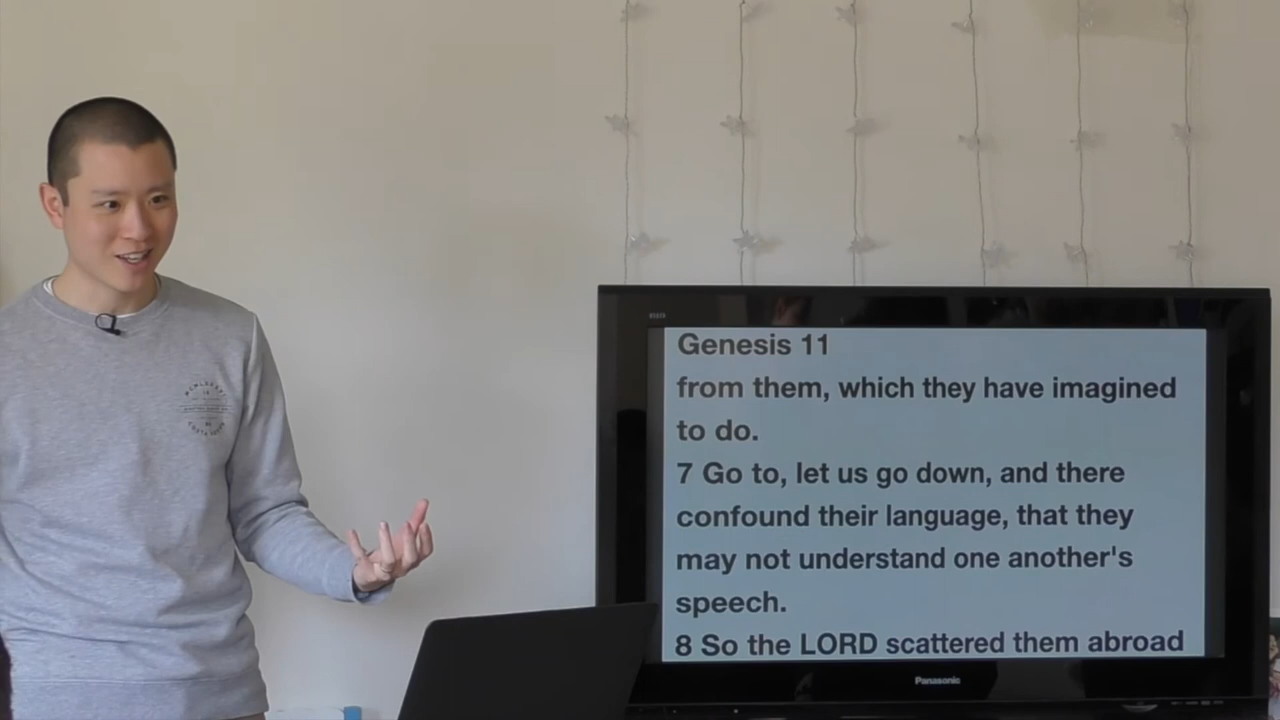 Genesis 11
from them, which they have imagined
to do.
7 Go to, let us go down, and there
confound their language, that they
may not understand one another's
speech.
8 So the LORD scattered them abroad
Panasonic